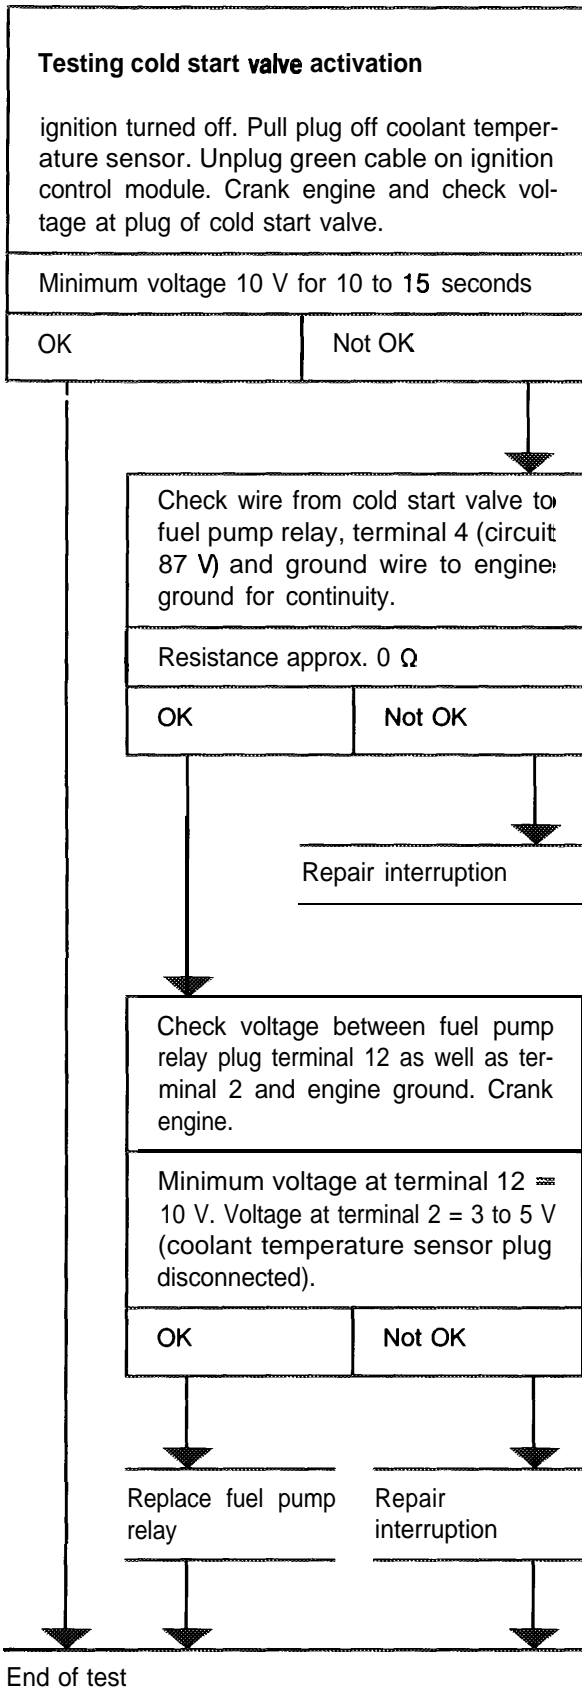 Testing cold start valve activation
ignition turned off. Pull plug off coolant temper-
ature sensor. Unplug green cable on ignition
control module. Crank engine and check vol-
tage at plug of cold start valve.
Minimum voltage 10 V for 10 to 15 seconds
OK
Not OK
Check wire from cold start valve to
fuel pump relay, terminal 4 (circuit
87 V) and ground wire to engine
ground for continuity.
Resistance approx. 0 Ω
OK
Not OK
Repair interruption
Check voltage between fuel pump
relay plug terminal 12 as well as ter-
minal 2 and engine ground. Crank
engine.
Minimum voltage at terminal 12 =
10 V. Voltage at terminal 2 = 3 to 5 V
(coolant temperature sensor plug
disconnected).
OK
Not OK
Replace fuel pump
relay
Repair
interruption
End of test